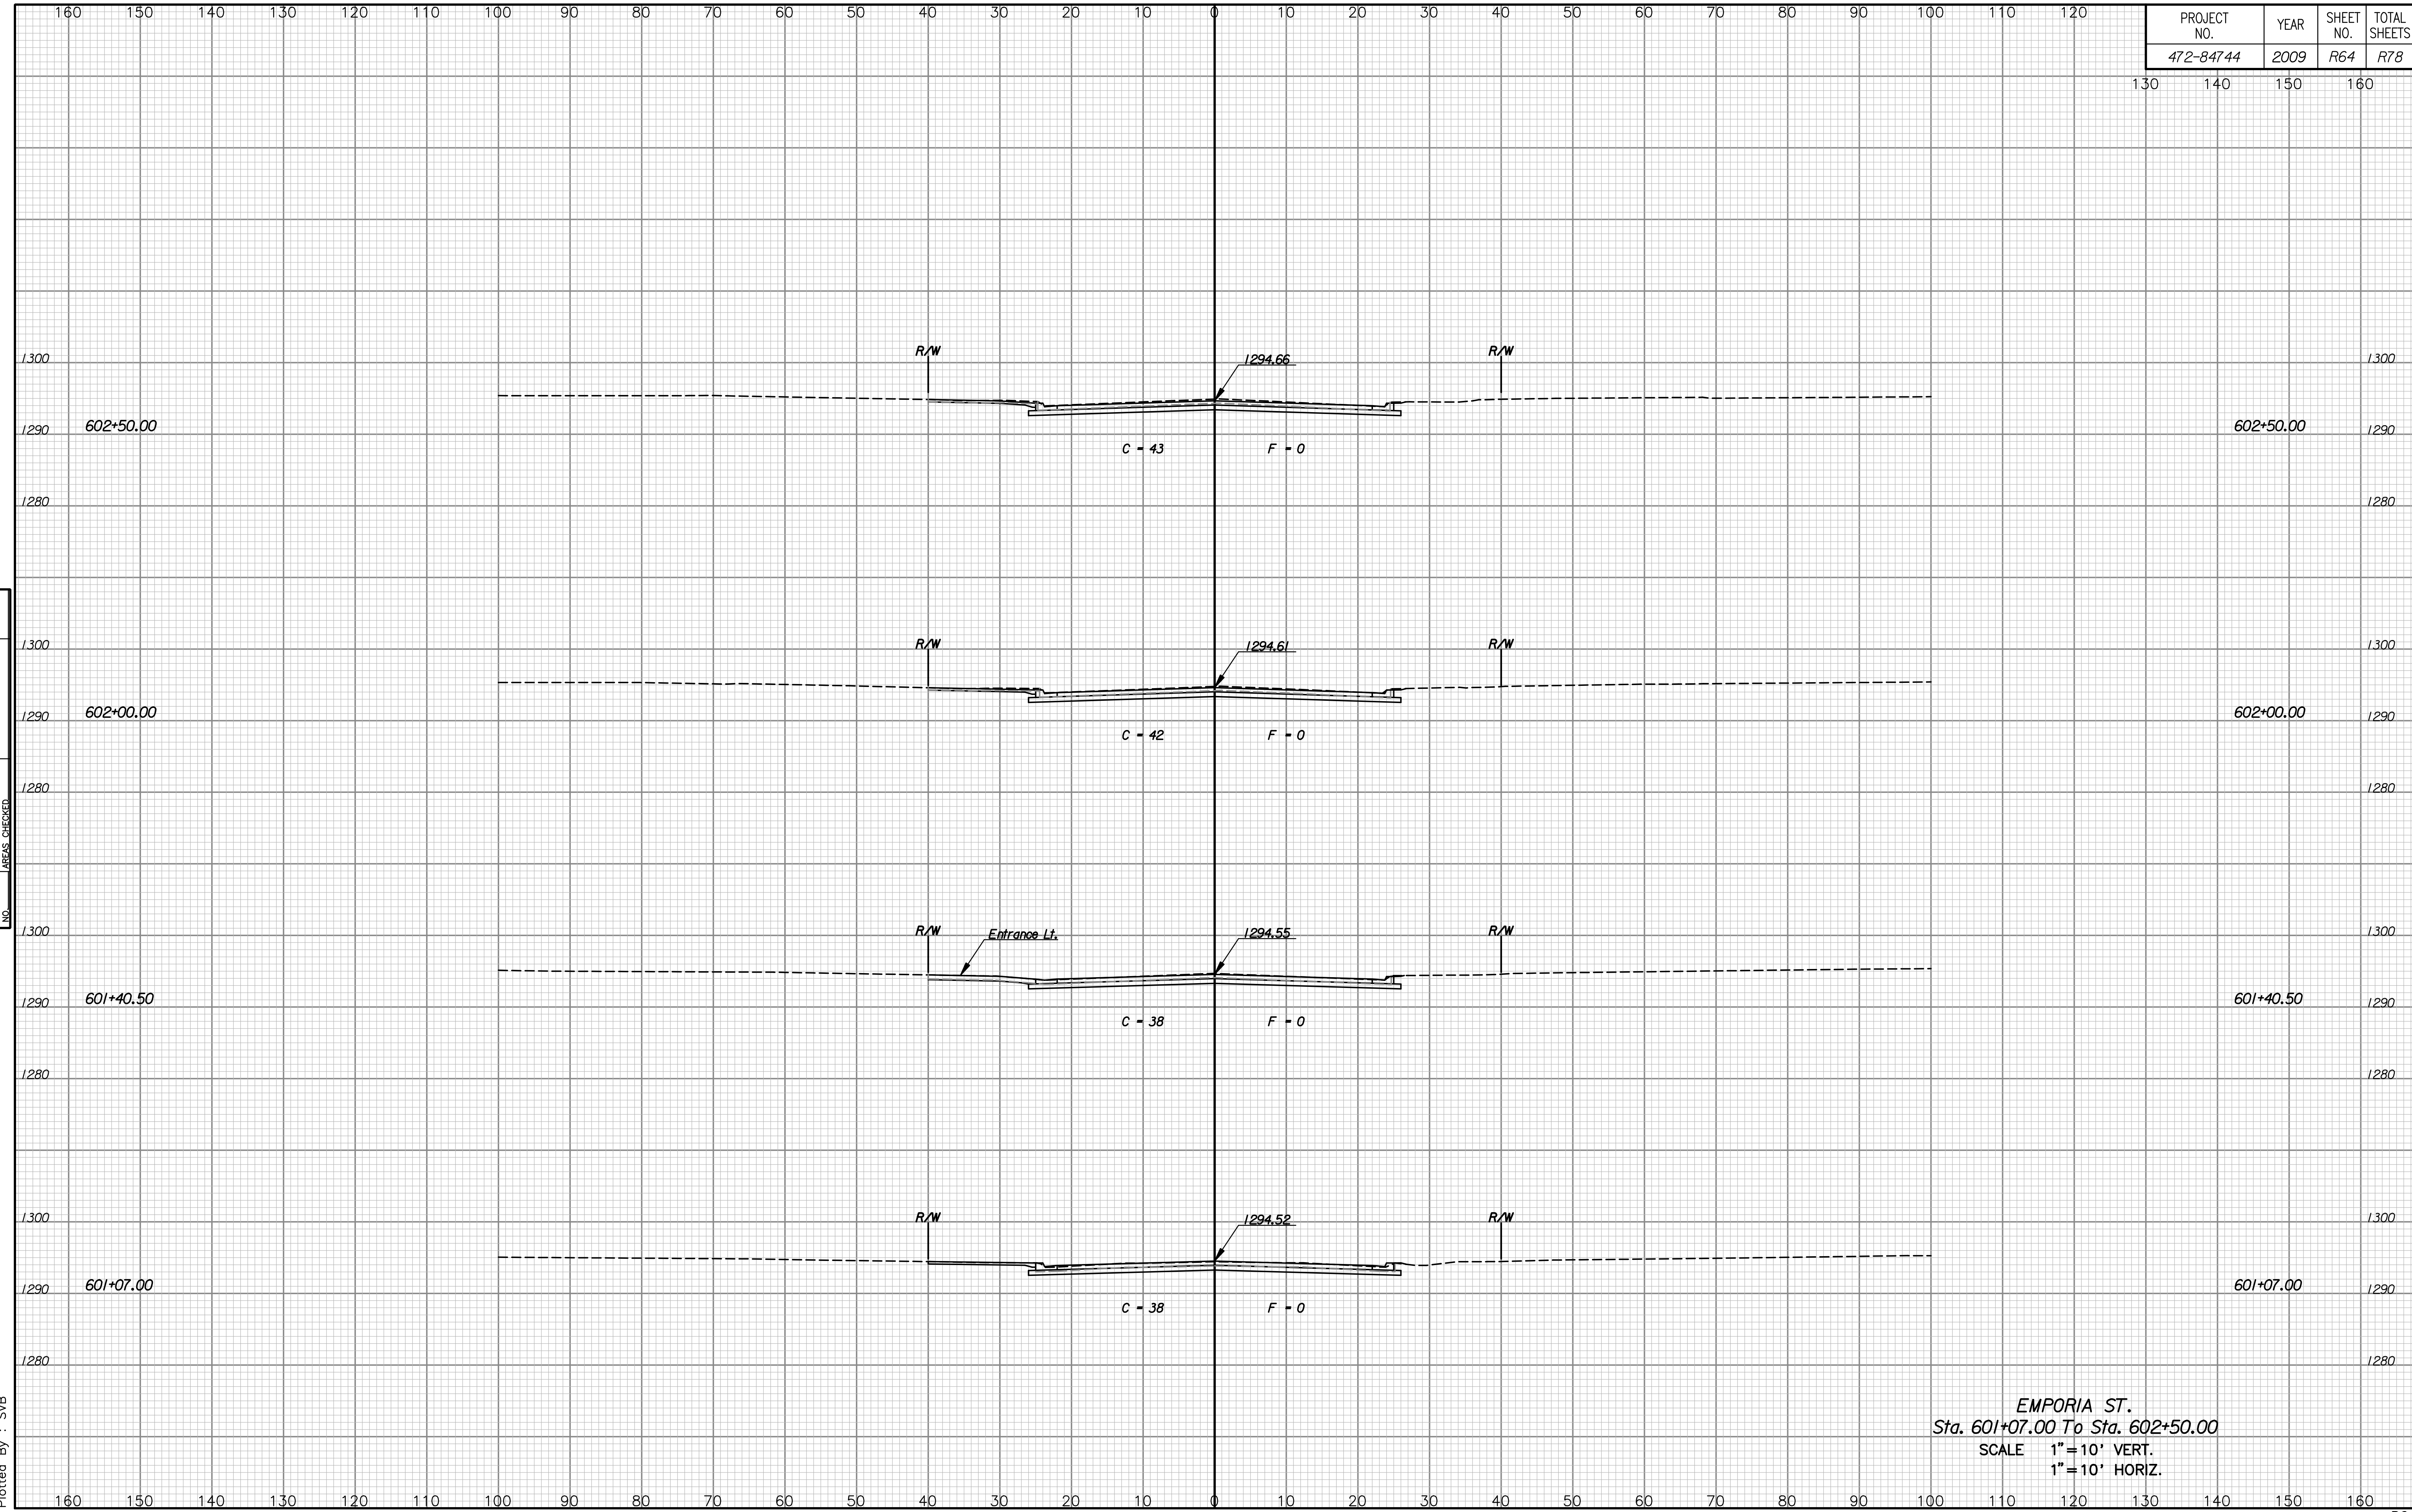 160 150 140 130 120 110 100 90 80 70 60 50 40 30 20 10 0 10 20 30 40 50 60 70 80 90 100 110 120
PROJECT NO. YEAR SHEET NO. TOTAL SHEETS
472-84744 2009 R64 R78
130 140 150 160
R/W 1294.66 R/W
1300 1300
602+50.00 602+50.00
1290 1290
C = 43 F = 0
1280 1280
R/W 1294.61 R/W
1300 1300
602+00.00 602+00.00
1290 1290
C = 42 F = 0
1280 1280
AREAS CHECKED
NO.
R/W Entrance Lt. 1294.55 R/W
1300 1300
601+40.50 601+40.50
1290 1290
C = 38 F = 0
1280 1280
R/W 1294.52 R/W
1300 1300
601+07.00 601+07.00
1290 1290
C = 38 F = 0
1280 1280
Plotted By : SVB
EMPORIA ST.
Sta. 601+07.00 To Sta. 602+50.00
SCALE 1"=10' VERT.
1"=10' HORIZ.
160 150 140 130 120 110 100 90 80 70 60 50 40 30 20 10 0 10 20 30 40 50 60 70 80 90 100 110 120 130 140 150 160